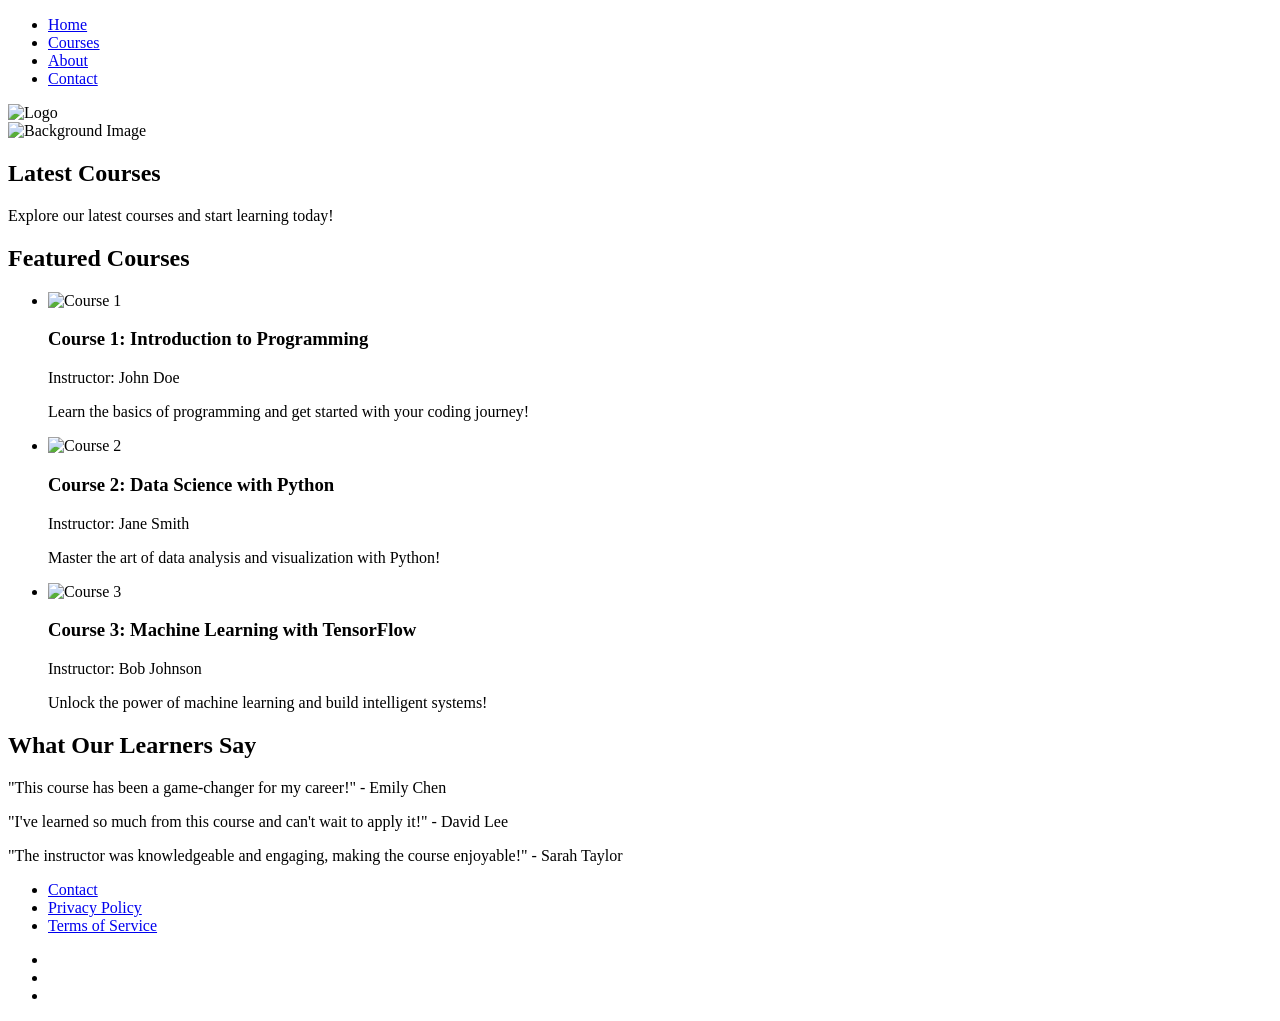 Home
Courses
About
Contact
Logo
Background Image
Latest Courses
Explore our latest courses and start learning today!
Featured Courses
Course 1
Course 1: Introduction to Programming
Instructor: John Doe
Learn the basics of programming and get started with your coding journey!
Course 2
Course 2: Data Science with Python
Instructor: Jane Smith
Master the art of data analysis and visualization with Python!
Course 3
Course 3: Machine Learning with TensorFlow
Instructor: Bob Johnson
Unlock the power of machine learning and build intelligent systems!
What Our Learners Say
"This course has been a game-changer for my career!" - Emily Chen
"I've learned so much from this course and can't wait to apply it!" - David Lee
"The instructor was knowledgeable and engaging, making the course enjoyable!" - Sarah Taylor
Contact
Privacy Policy
Terms of Service